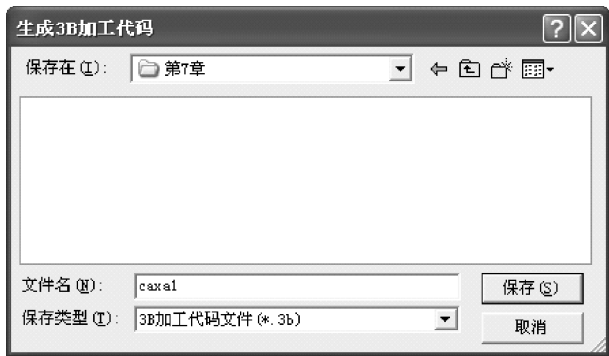 生成3B加工代码
保存在(I): 第7章
文件名(N): caxa1
保存(S)
保存类型(T): 3B加工代码文件(*.3b)
取消